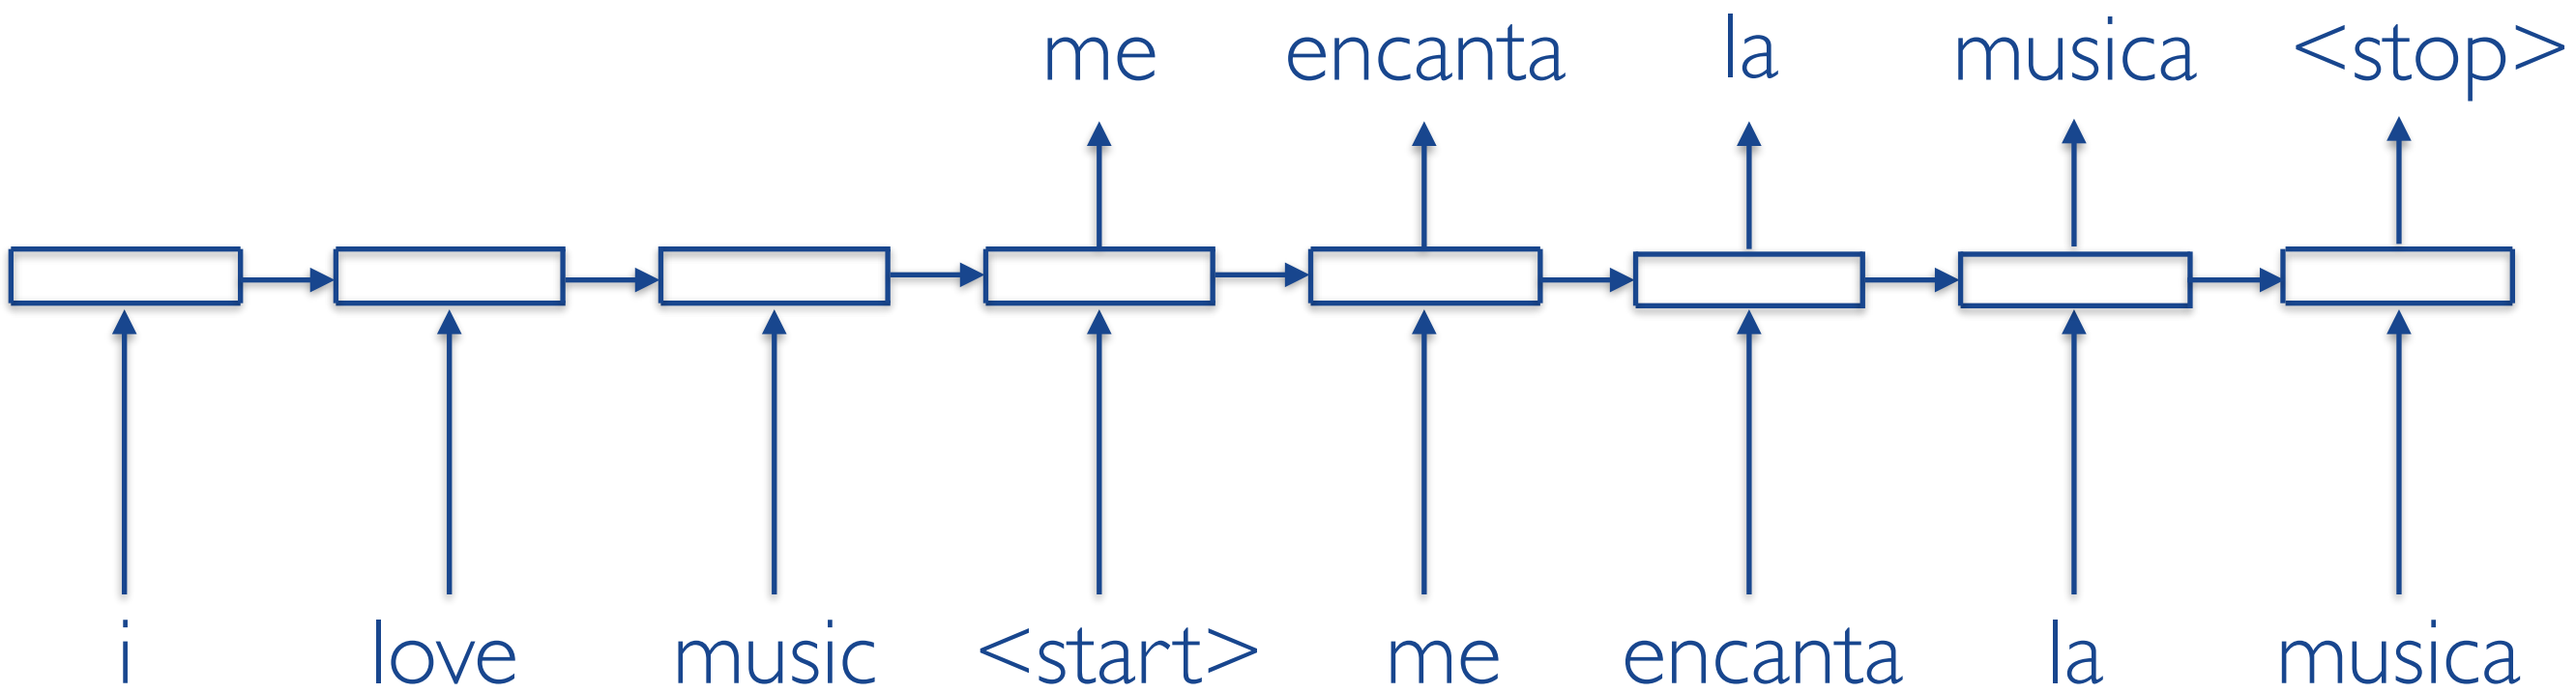 me encanta la musica <stop>
i love music <start> me encanta la musica